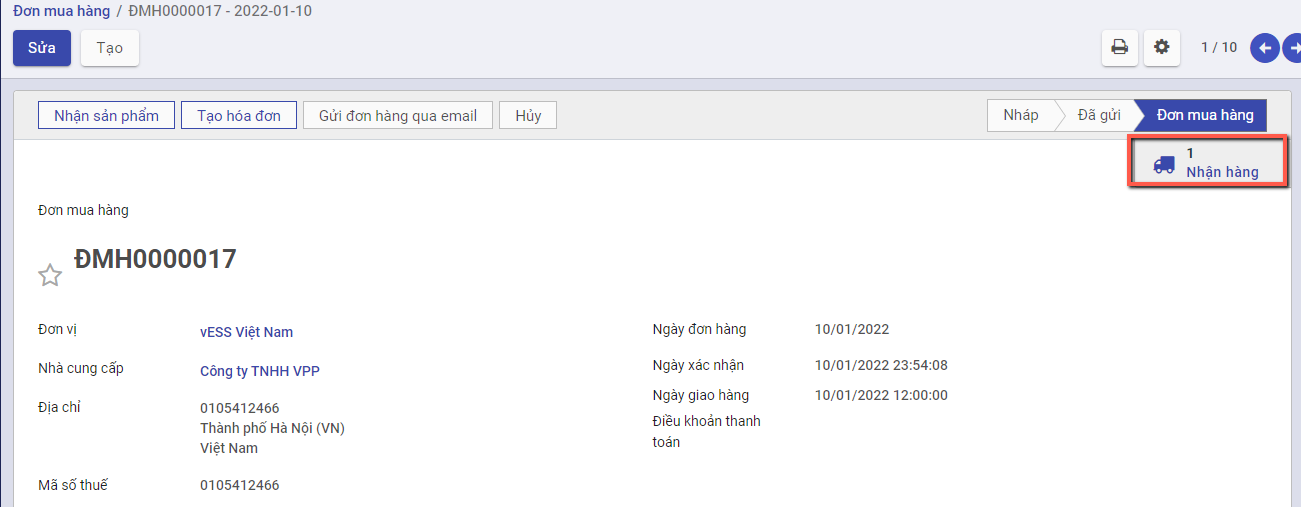 Đơn mua hàng / ĐMH0000017 - 2022-01-10
Sửa Tạo 1 / 10
Nhận sản phẩm Tạo hóa đơn Gửi đơn hàng qua email Hủy Nháp Đã gửi Đơn mua hàng
1
Nhận hàng
Đơn mua hàng
ĐMH0000017
Đơn vị vESS Việt Nam
Nhà cung cấp Công ty TNHH VPP
Địa chỉ 0105412466
Thành phố Hà Nội (VN)
Việt Nam
Mã số thuế 0105412466
Ngày đơn hàng 10/01/2022
Ngày xác nhận 10/01/2022 23:54:08
Ngày giao hàng 10/01/2022 12:00:00
Điều khoản thanh
toán